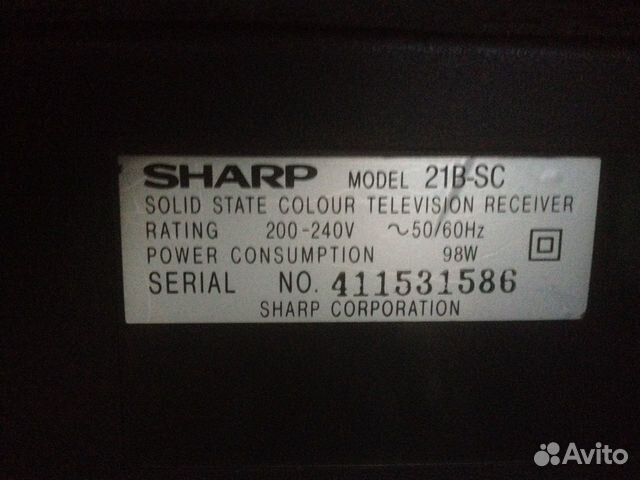 SHARP MODEL 21B-SC
SOLID STATE COLOUR TELEVISION RECEIVER
RATING 200-240V ~50/60Hz
POWER CONSUMPTION 98W
SERIAL NO. 411531586
SHARP CORPORATION
Avito